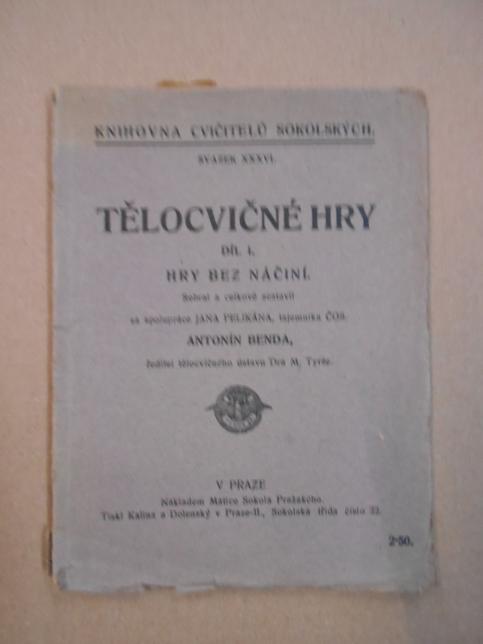 KNIHOVNA CVIČITELŮ SOKOLSKÝCH.
SVAZEK XXXVI.
TĚLOCVIČNÉ HRY
DÍL I.
HRY BEZ NÁČINÍ.
Sebral a celkově sestavil
za spolupráce JANA PELIKÁNA, tajemníka ČOS.
ANTONÍN BENDA,
ředitel tělocvičného ústavu Dra M. Tyrše.
V PRAZE
Nákladem Matice Sokola Pražského.
Tiskl Kalina a Dolenský v Praze-II., Sokolská třída číslo 32.
2·50.